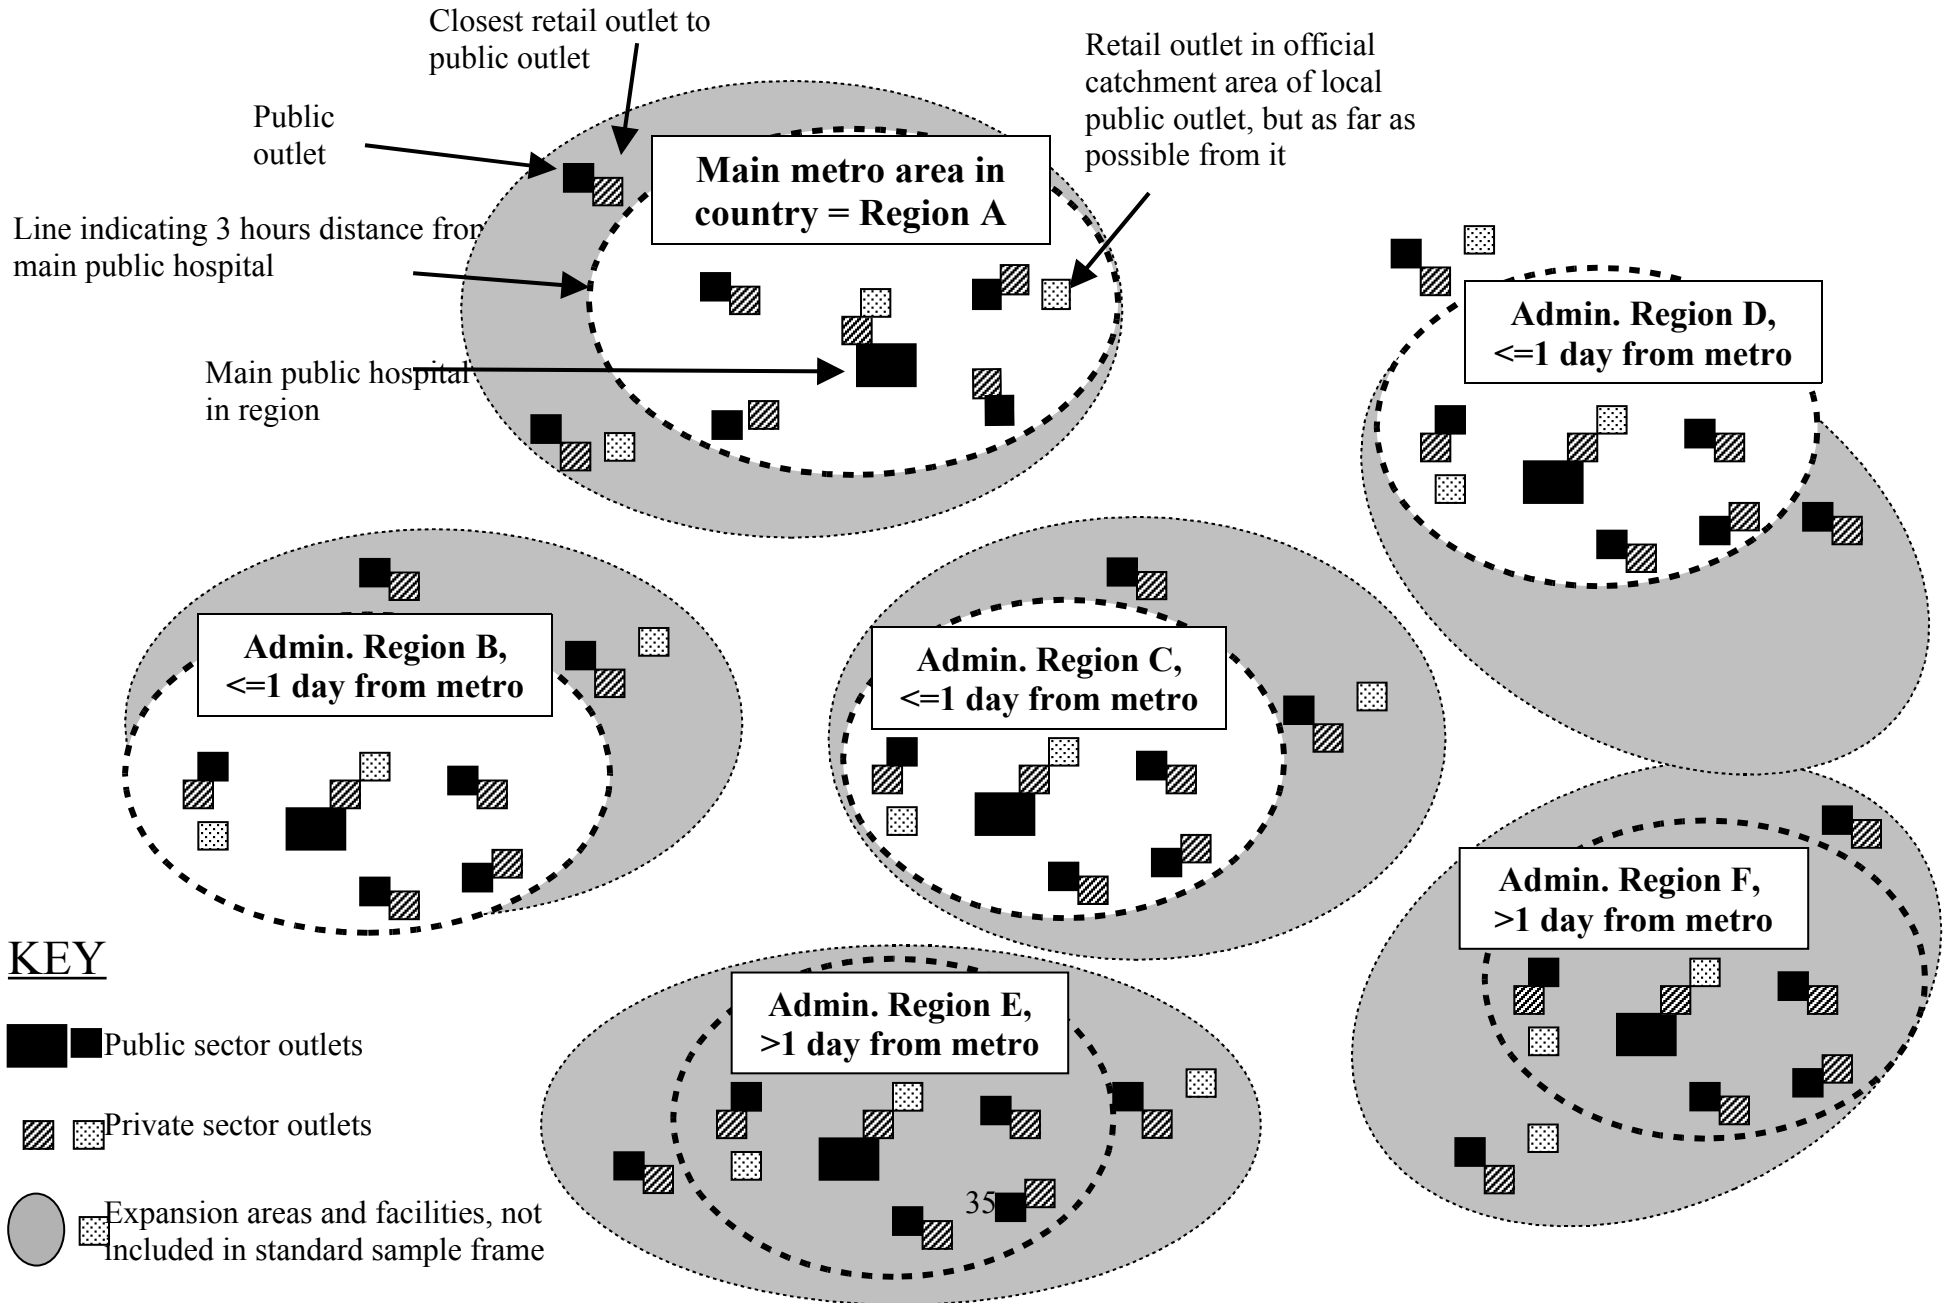 Closest retail outlet to
public outlet
Retail outlet in official
catchment area of local
public outlet, but as far as
possible from it
Public
outlet
Main metro area in
country = Region A
Line indicating 3 hours distance from
main public hospital
Main public hospital
in region
Admin. Region D,
<=1 day from metro
Admin. Region B,
<=1 day from metro
Admin. Region C,
<=1 day from metro
Admin. Region F,
>1 day from metro
Admin. Region E,
>1 day from metro
KEY
Public sector outlets
Private sector outlets
Expansion areas and facilities, not
included in standard sample frame
35